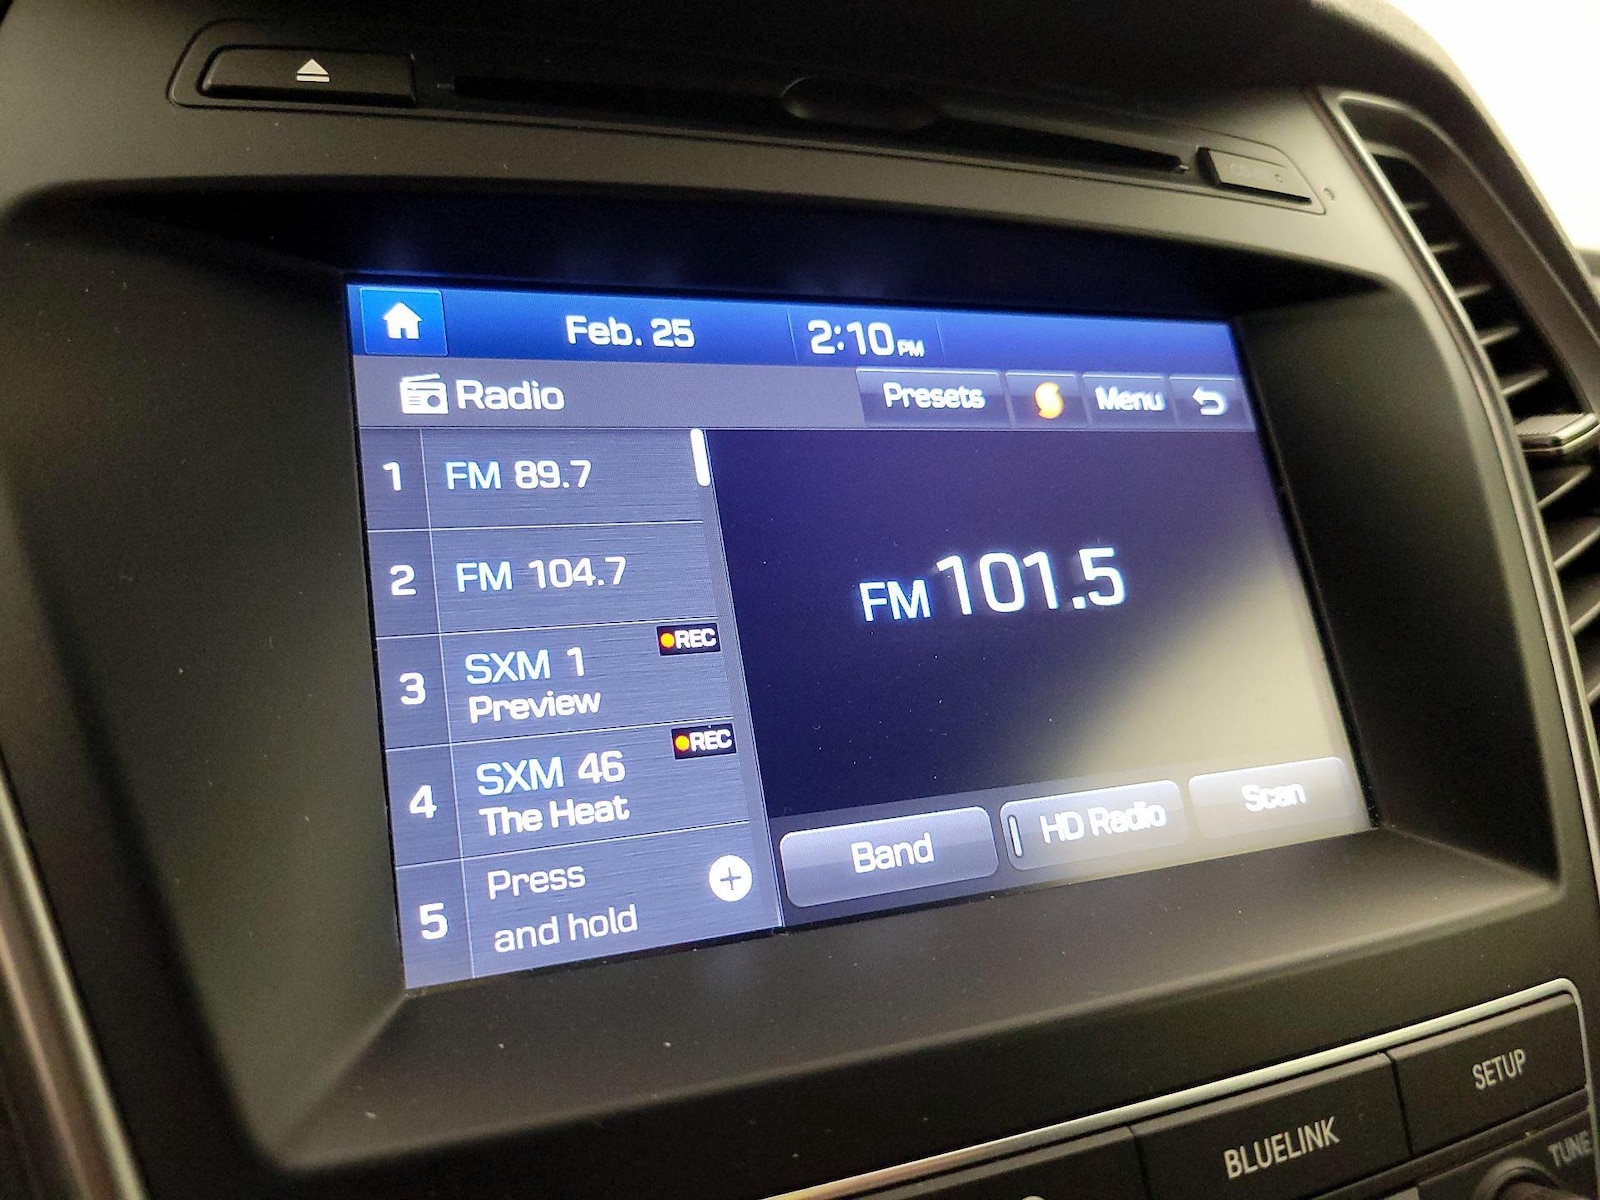 Feb. 25 2:10 PM
Radio Presets Menu
1 FM 89.7
2 FM 104.7
REC
3 SXM 1
Preview
REC
4 SXM 46
The Heat
5 Press
and hold
FM 101.5
Band HD Radio Scan
SETUP
BLUELINK
TUNE